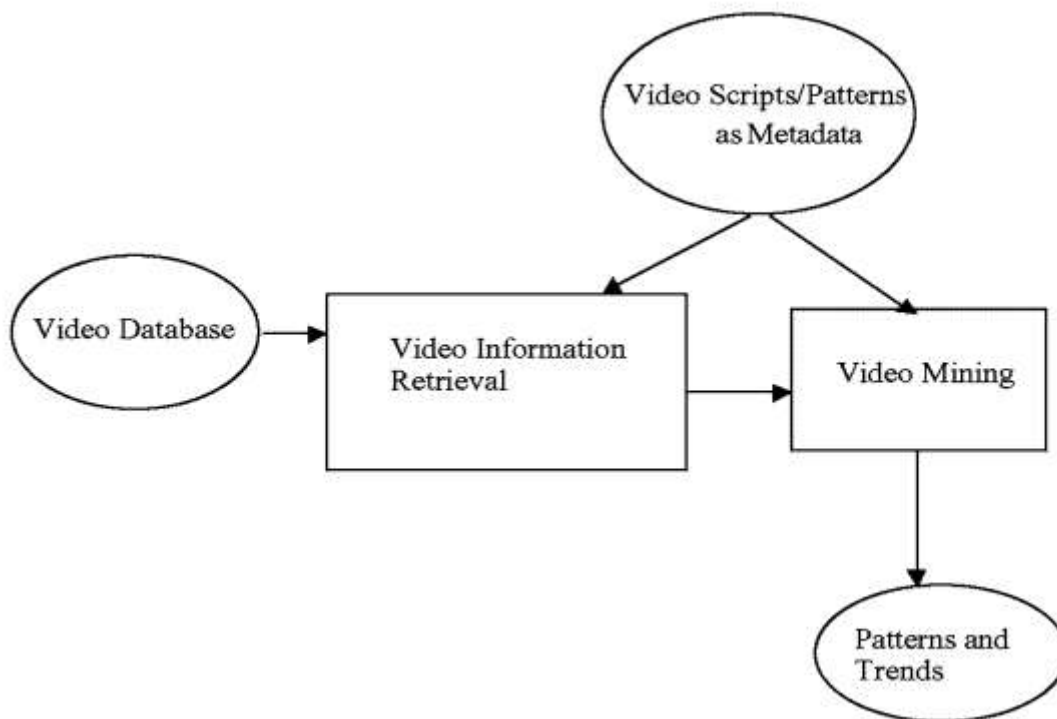 Video Scripts/Patterns
as Metadata
Video Database
Video Information
Retrieval
Video Mining
Patterns and
Trends